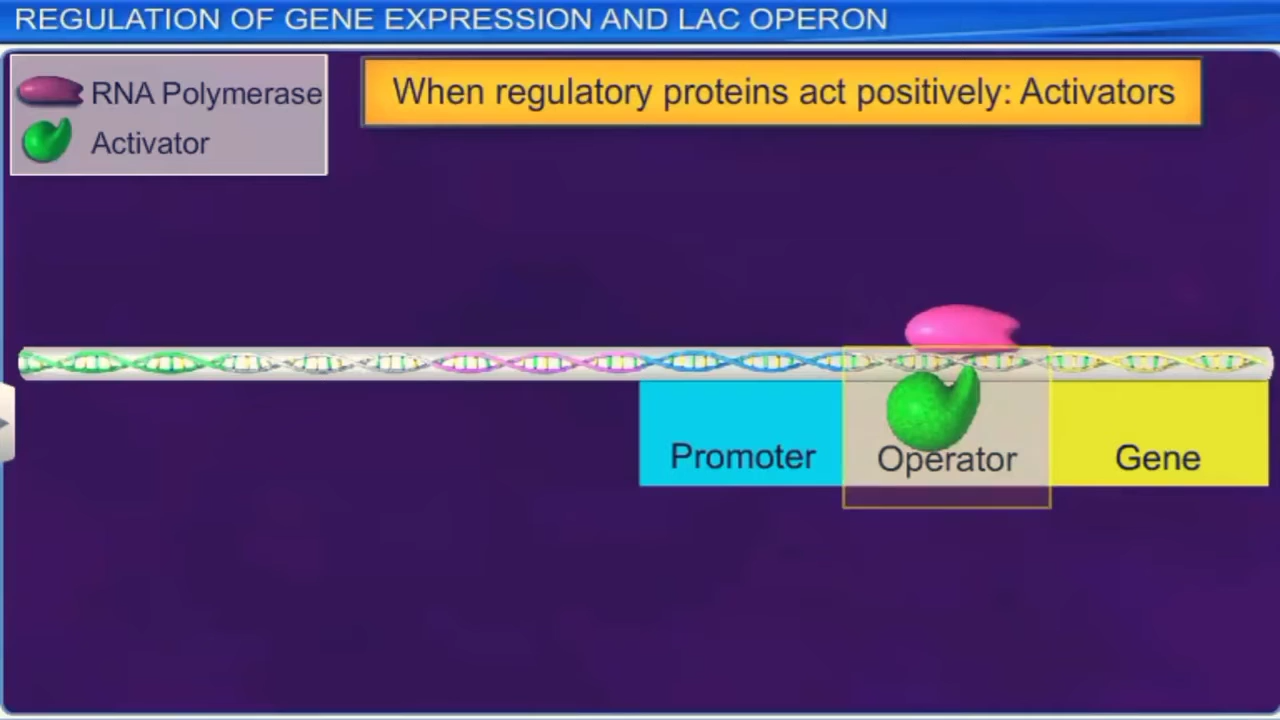 REGULATION OF GENE EXPRESSION AND LAC OPERON
RNA Polymerase
Activator
When regulatory proteins act positively: Activators
Promoter
Operator
Gene